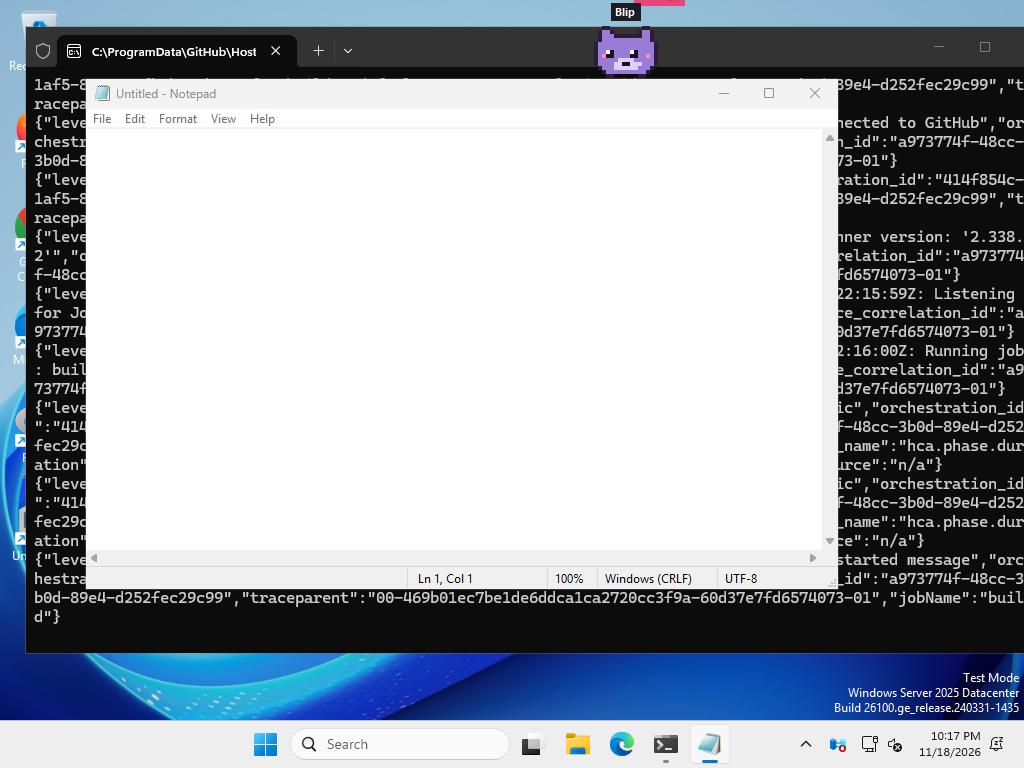 Blip
C:\ProgramData\GitHub\Host
1af5-8
89e4-d252fec29c99","t
racepa
Untitled - Notepad
File Edit Format View Help
{"leve
nected to GitHub","or
chestr
n_id":"a973774f-48cc-
3b0d-8
73-01"}
{"leve
ration_id":"414f854c-
1af5-8
89e4-d252fec29c99","t
racepa
{"leve
nner version: '2.338.
2'","o
relation_id":"a973774
f-48cc
fd6574073-01"}
{"leve
22:15:59Z: Listening
for Jo
ce_correlation_id":"a
973774
0d37e7fd6574073-01"}
{"leve
2:16:00Z: Running job
: buil
e_correlation_id":"a9
73774f
d37e7fd6574073-01"}
{"leve
ic","orchestration_id
":"414
f-48cc-3b0d-89e4-d252
fec29c
_name":"hca.phase.dur
ation"
urce":"n/a"}
{"leve
ic","orchestration_id
":"414
f-48cc-3b0d-89e4-d252
fec29c
_name":"hca.phase.dur
ation"
ce":"n/a"}
{"leve
started message","orc
hestra
_id":"a973774f-48cc-3
b0d-89e4-d252fec29c99","traceparent":"00-469b01ec7be1de6ddca1ca2720cc3f9a-60d37e7fd6574073-01","jobName":"buil
d"}
Ln 1, Col 1 100% Windows (CRLF) UTF-8
Test Mode
Windows Server 2025 Datacenter
Build 26100.ge_release.240331-1435
Search
10:17 PM
11/18/2026